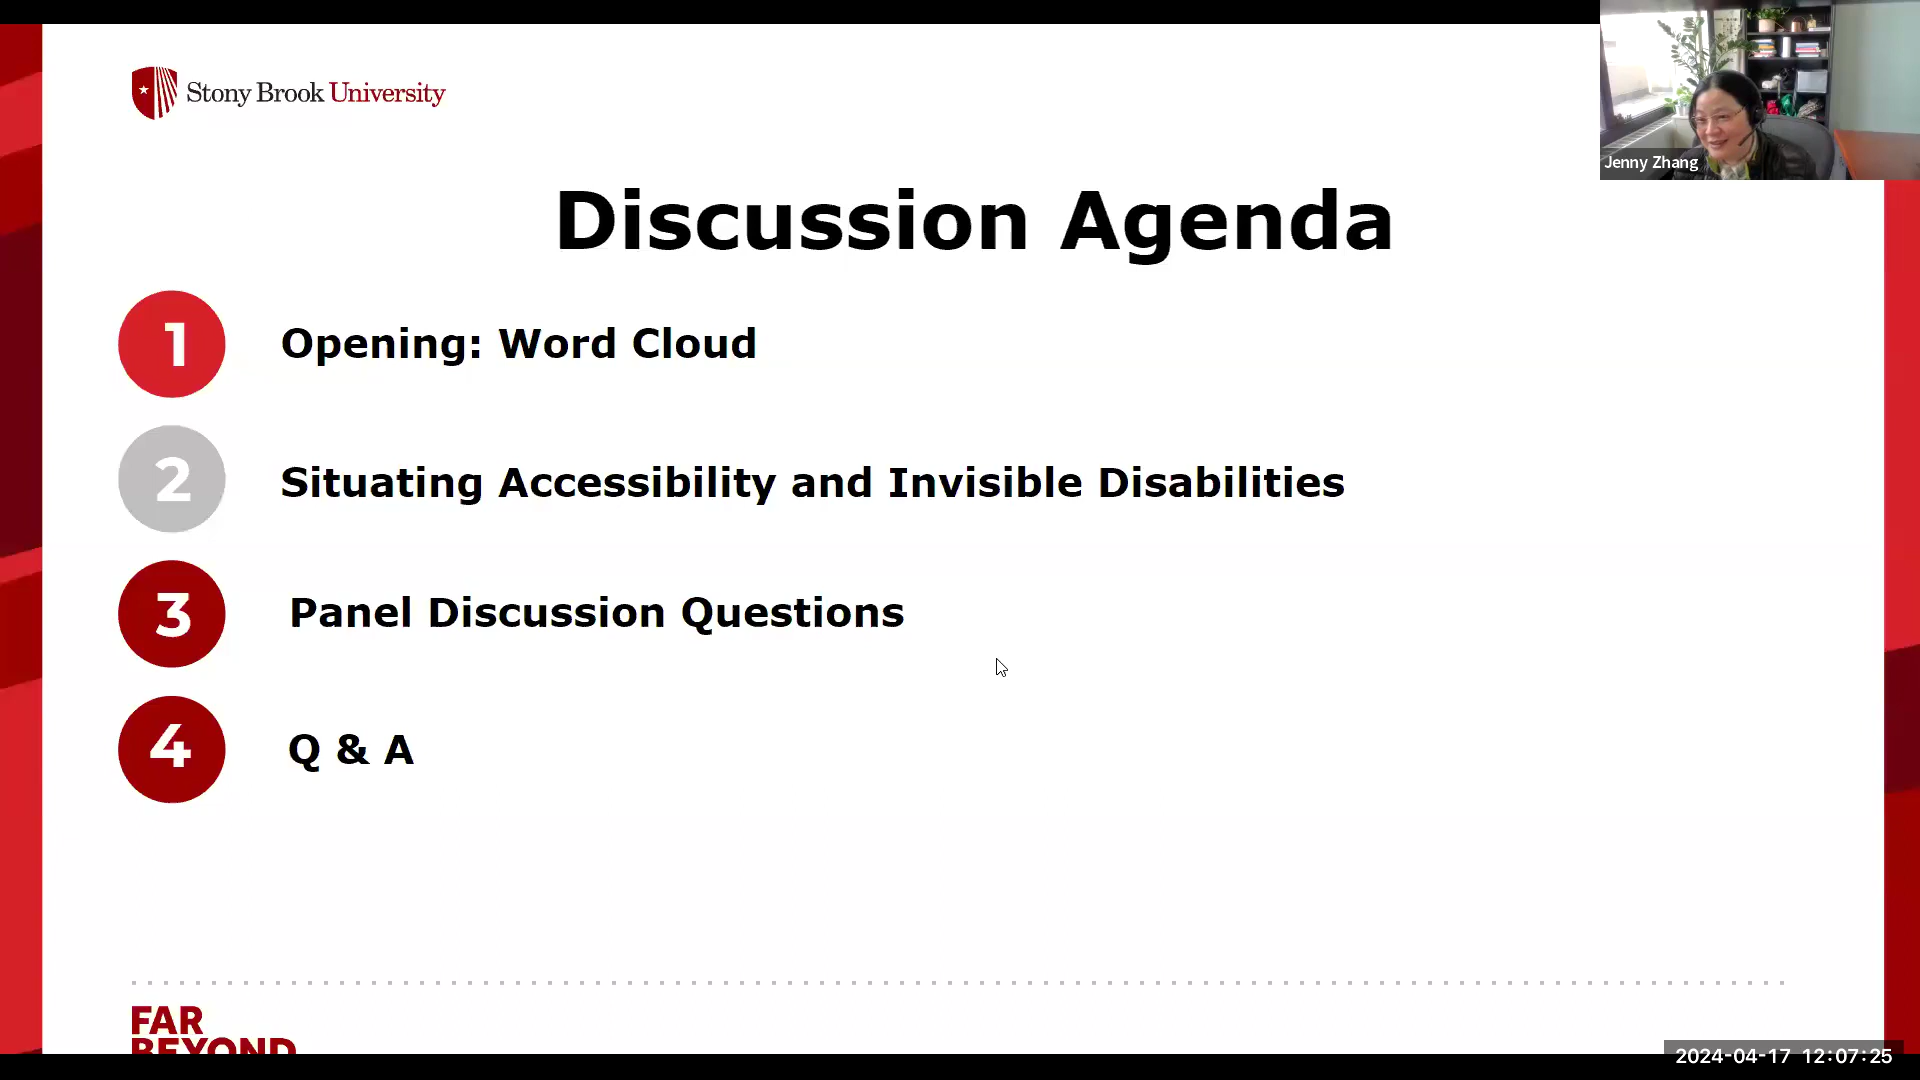 Stony Brook University
Jenny Zhang
Discussion Agenda
1 Opening: Word Cloud
2 Situating Accessibility and Invisible Disabilities
3 Panel Discussion Questions
4 Q & A
FAR
BEYOND
2024-04-17 12:07:25